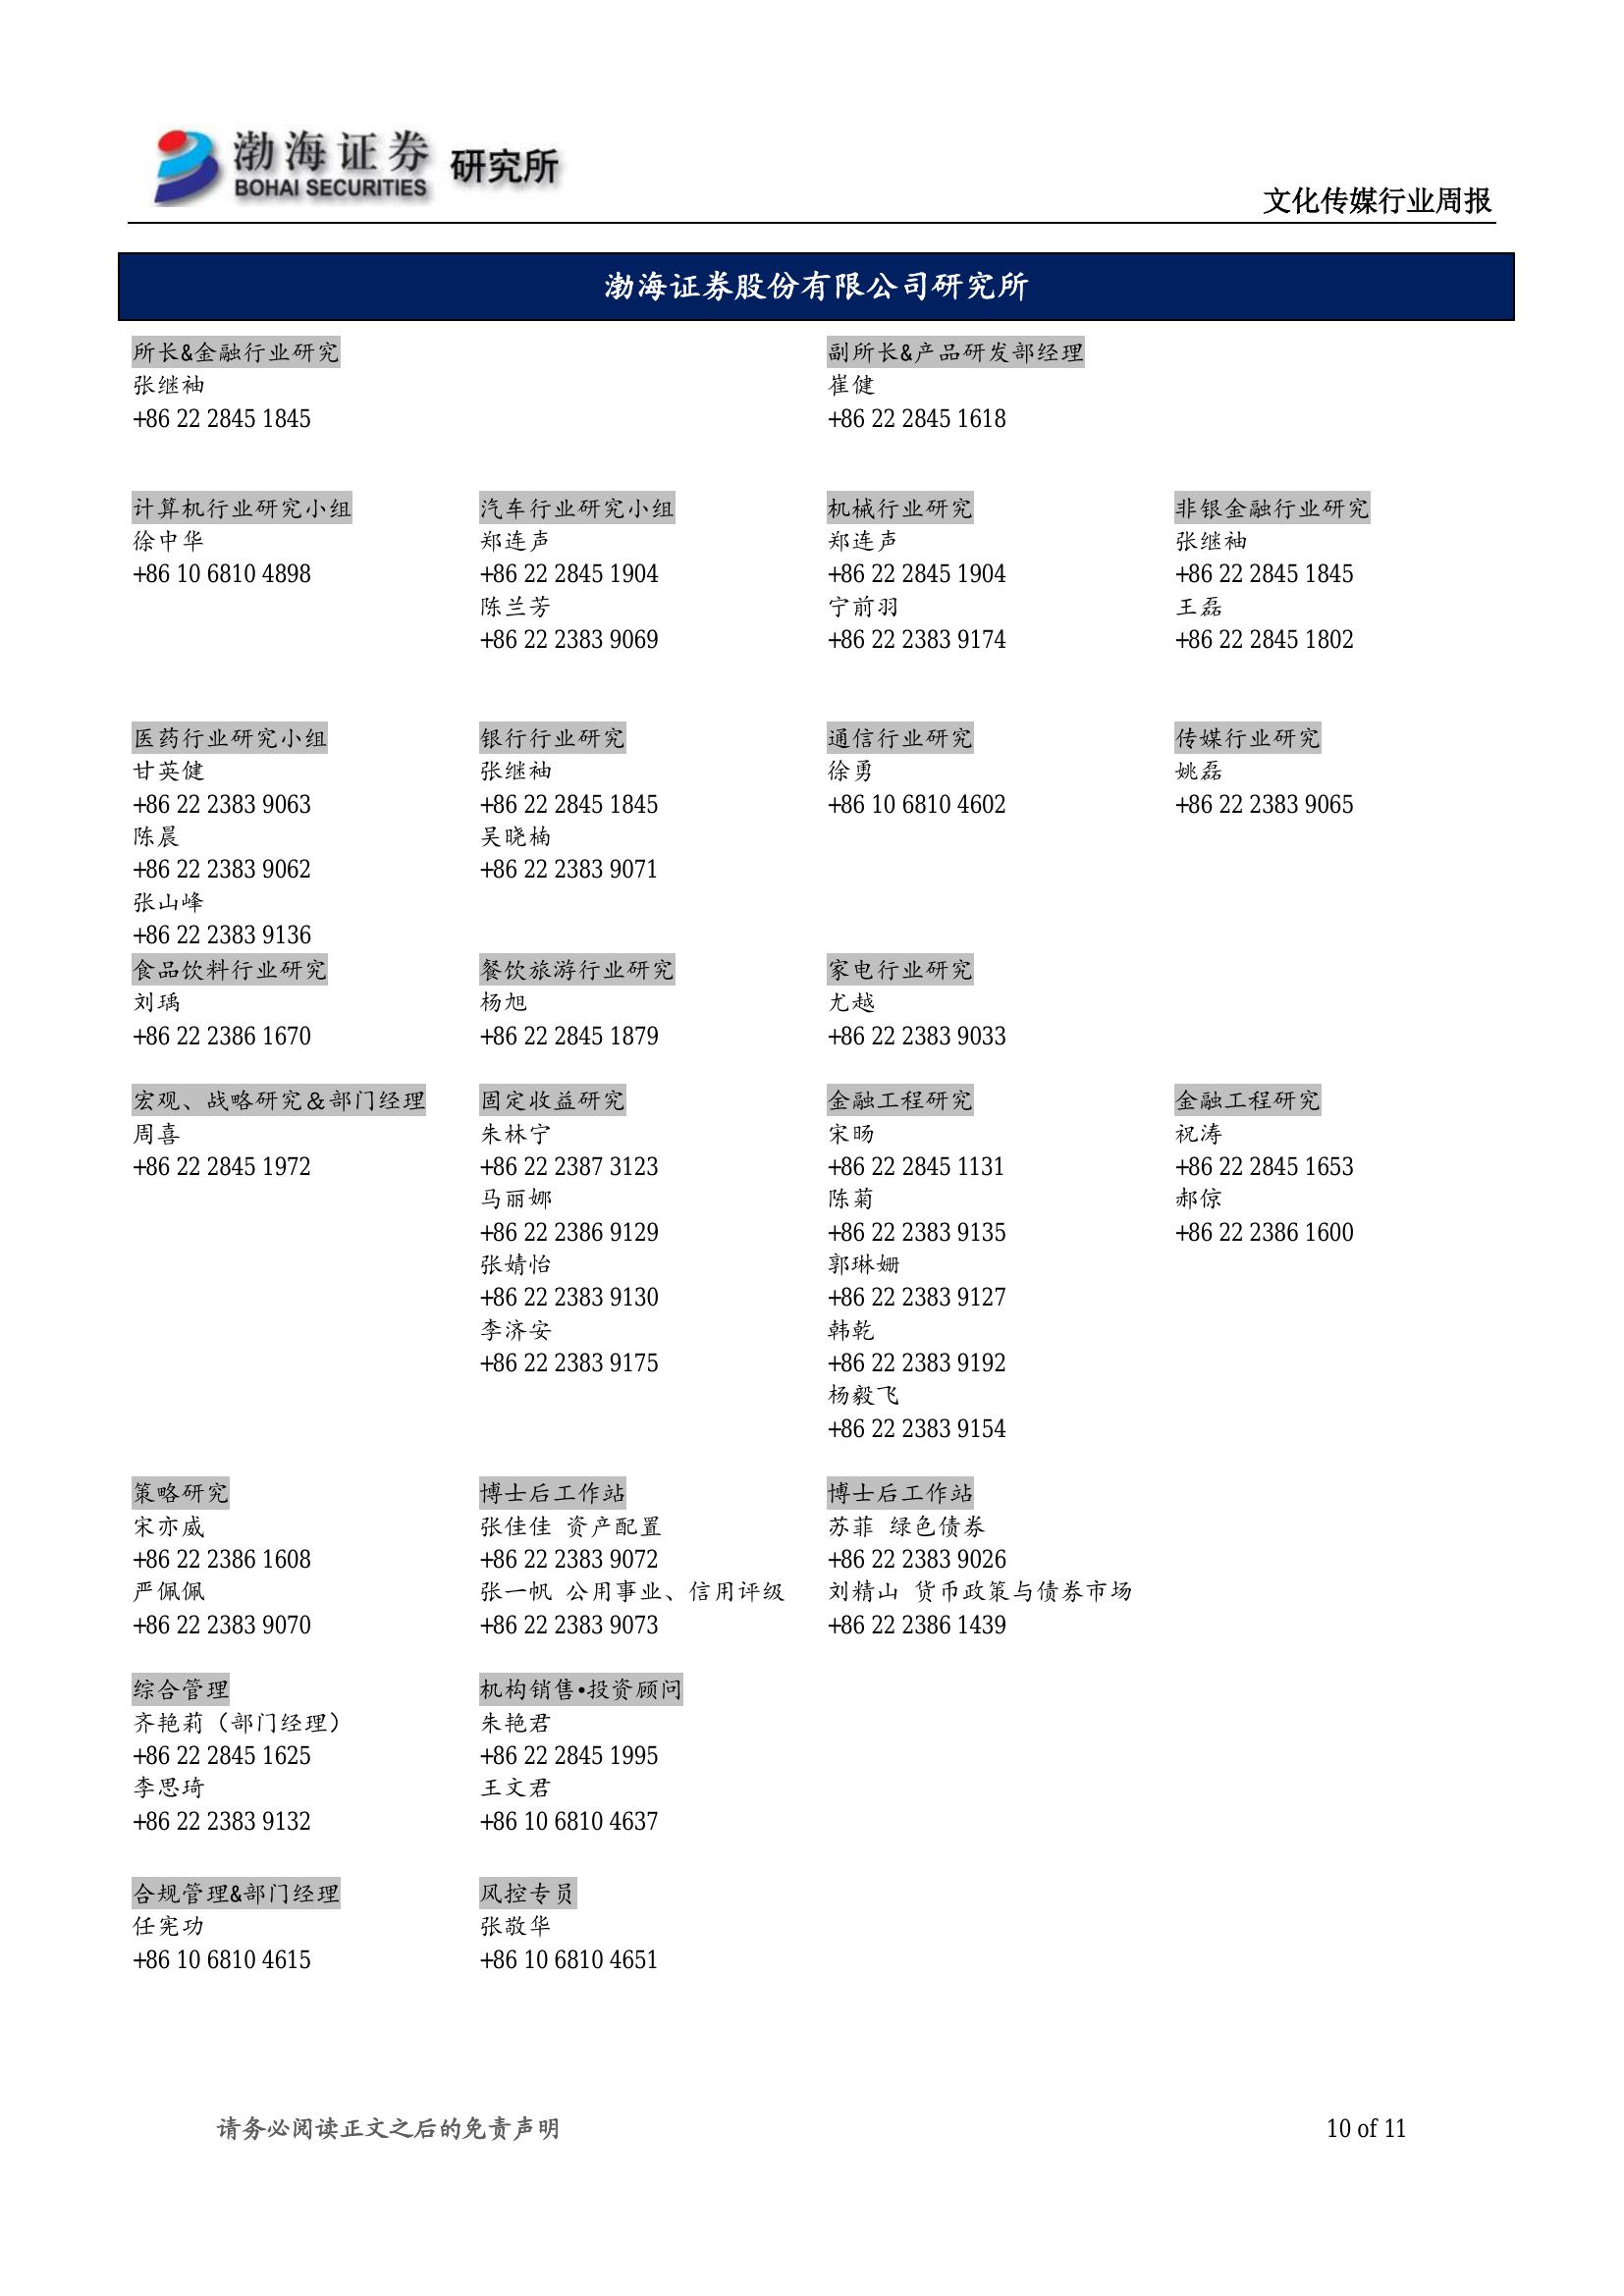 渤海证券
BOHAI SECURITIES
研究所
文化传媒行业周报
渤海证券股份有限公司研究所
所长&金融行业研究
张继袖
+86 22 2845 1845
副所长&产品研发部经理
崔健
+86 22 2845 1618
计算机行业研究小组
徐中华
+86 10 6810 4898
汽车行业研究小组
郑连声
+86 22 2845 1904
陈兰芳
+86 22 2383 9069
机械行业研究
郑连声
+86 22 2845 1904
宁前羽
+86 22 2383 9174
非银金融行业研究
张继袖
+86 22 2845 1845
王磊
+86 22 2845 1802
医药行业研究小组
甘英健
+86 22 2383 9063
陈晨
+86 22 2383 9062
张山峰
+86 22 2383 9136
银行行业研究
张继袖
+86 22 2845 1845
吴晓楠
+86 22 2383 9071
通信行业研究
徐勇
+86 10 6810 4602
传媒行业研究
姚磊
+86 22 2383 9065
食品饮料行业研究
刘瑀
+86 22 2386 1670
餐饮旅游行业研究
杨旭
+86 22 2845 1879
家电行业研究
尤越
+86 22 2383 9033
宏观、战略研究＆部门经理
周喜
+86 22 2845 1972
固定收益研究
朱林宁
+86 22 2387 3123
马丽娜
+86 22 2386 9129
张婧怡
+86 22 2383 9130
李济安
+86 22 2383 9175
金融工程研究
宋旸
+86 22 2845 1131
陈菊
+86 22 2383 9135
郭琳姗
+86 22 2383 9127
韩乾
+86 22 2383 9192
杨毅飞
+86 22 2383 9154
金融工程研究
祝涛
+86 22 2845 1653
郝倞
+86 22 2386 1600
策略研究
宋亦威
+86 22 2386 1608
严佩佩
+86 22 2383 9070
博士后工作站
张佳佳 资产配置
+86 22 2383 9072
张一帆 公用事业、信用评级
+86 22 2383 9073
博士后工作站
苏菲 绿色债券
+86 22 2383 9026
刘精山 货币政策与债券市场
+86 22 2386 1439
综合管理
齐艳莉（部门经理）
+86 22 2845 1625
李思琦
+86 22 2383 9132
机构销售•投资顾问
朱艳君
+86 22 2845 1995
王文君
+86 10 6810 4637
合规管理&部门经理
任宪功
+86 10 6810 4615
风控专员
张敬华
+86 10 6810 4651
请务必阅读正文之后的免责声明
10 of 11